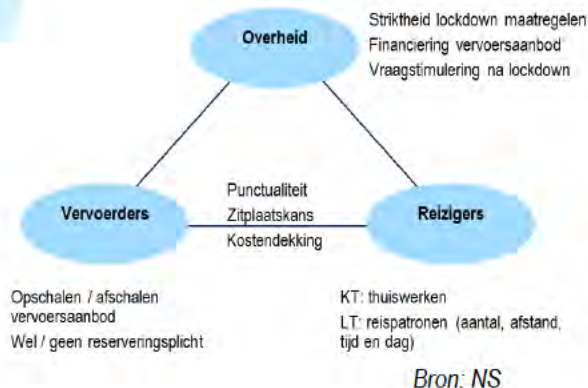 Overheid
Striktheid lockdown maatregelen
Financiering vervoersaanbod
Vraagstimulering na lockdown
Vervoerders
Punctualiteit
Zitplaatskans
Kostendekking
Reizigers
Opschalen / afschalen
vervoersaanbod
Wel / geen reserveringsplicht
KT: thuiswerken
LT: reispatronen (aantal, afstand,
tijd en dag)
Bron: NS